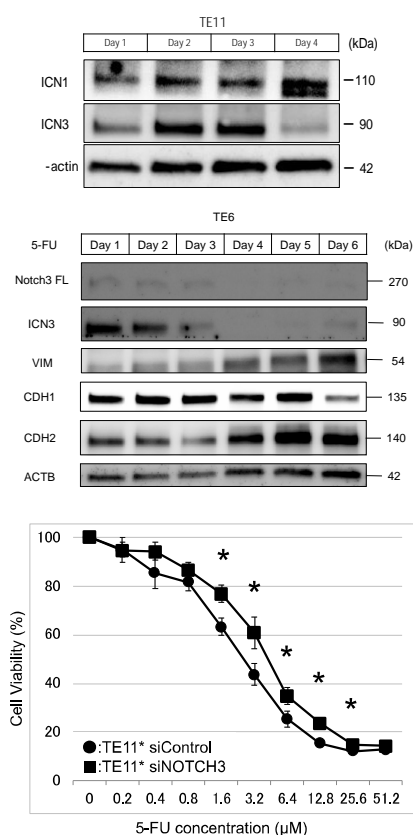 TE11
Day 1 Day 2 Day 3 Day 4 (kDa)
ICN1 110
ICN3 90
-actin 42
TE6
5-FU Day 1 Day 2 Day 3 Day 4 Day 5 Day 6 (kDa)
Notch3 FL 270
ICN3 90
VIM 54
CDH1 135
CDH2 140
ACTB 42
100
80
60
40
20
0
Cell Viability (%)
* * * * *
●:TE11* siControl
■:TE11* siNOTCH3
0 0.2 0.4 0.8 1.6 3.2 6.4 12.8 25.6 51.2
5-FU concentration (μM)